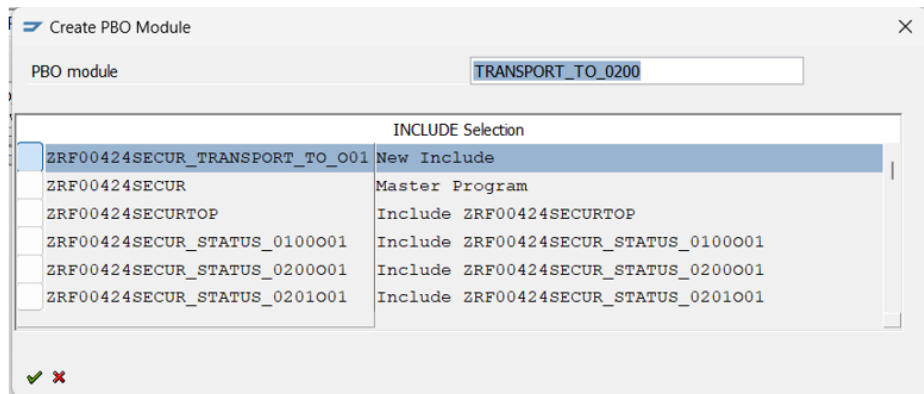 Create PBO Module
PBO module TRANSPORT_TO_0200
INCLUDE Selection
ZRF00424SECUR_TRANSPORT_TO_O01 New Include
ZRF00424SECUR Master Program
ZRF00424SECURTOP Include ZRF00424SECURTOP
ZRF00424SECUR_STATUS_0100O01 Include ZRF00424SECUR_STATUS_0100O01
ZRF00424SECUR_STATUS_0200O01 Include ZRF00424SECUR_STATUS_0200O01
ZRF00424SECUR_STATUS_0201O01 Include ZRF00424SECUR_STATUS_0201O01